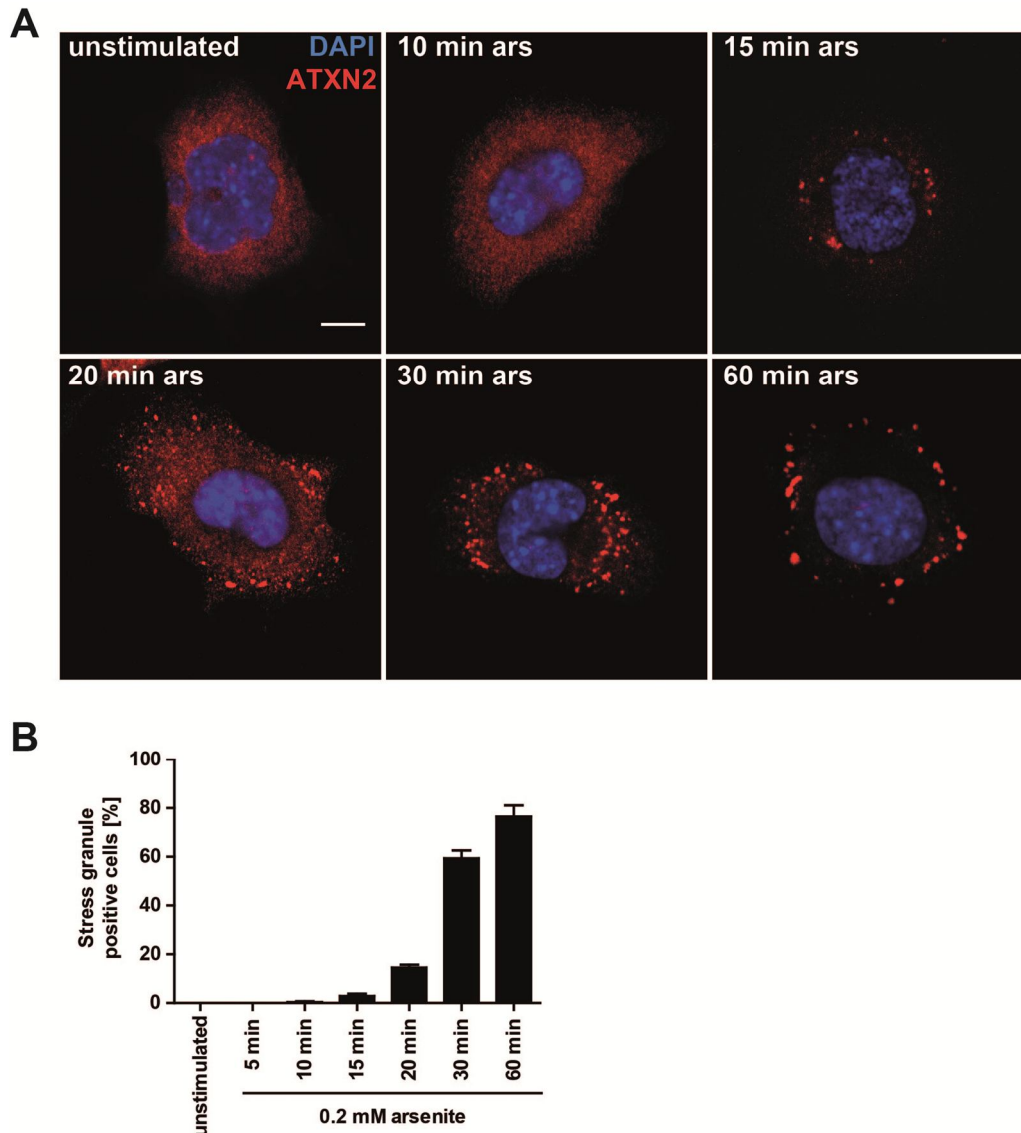 A
unstimulated
DAPI
ATXN2
10 min ars
15 min ars
20 min ars
30 min ars
60 min ars
B
Stress granule
positive cells [%]
100
80
60
40
20
0
unstimulated
5 min
10 min
15 min
20 min
30 min
60 min
0.2 mM arsenite